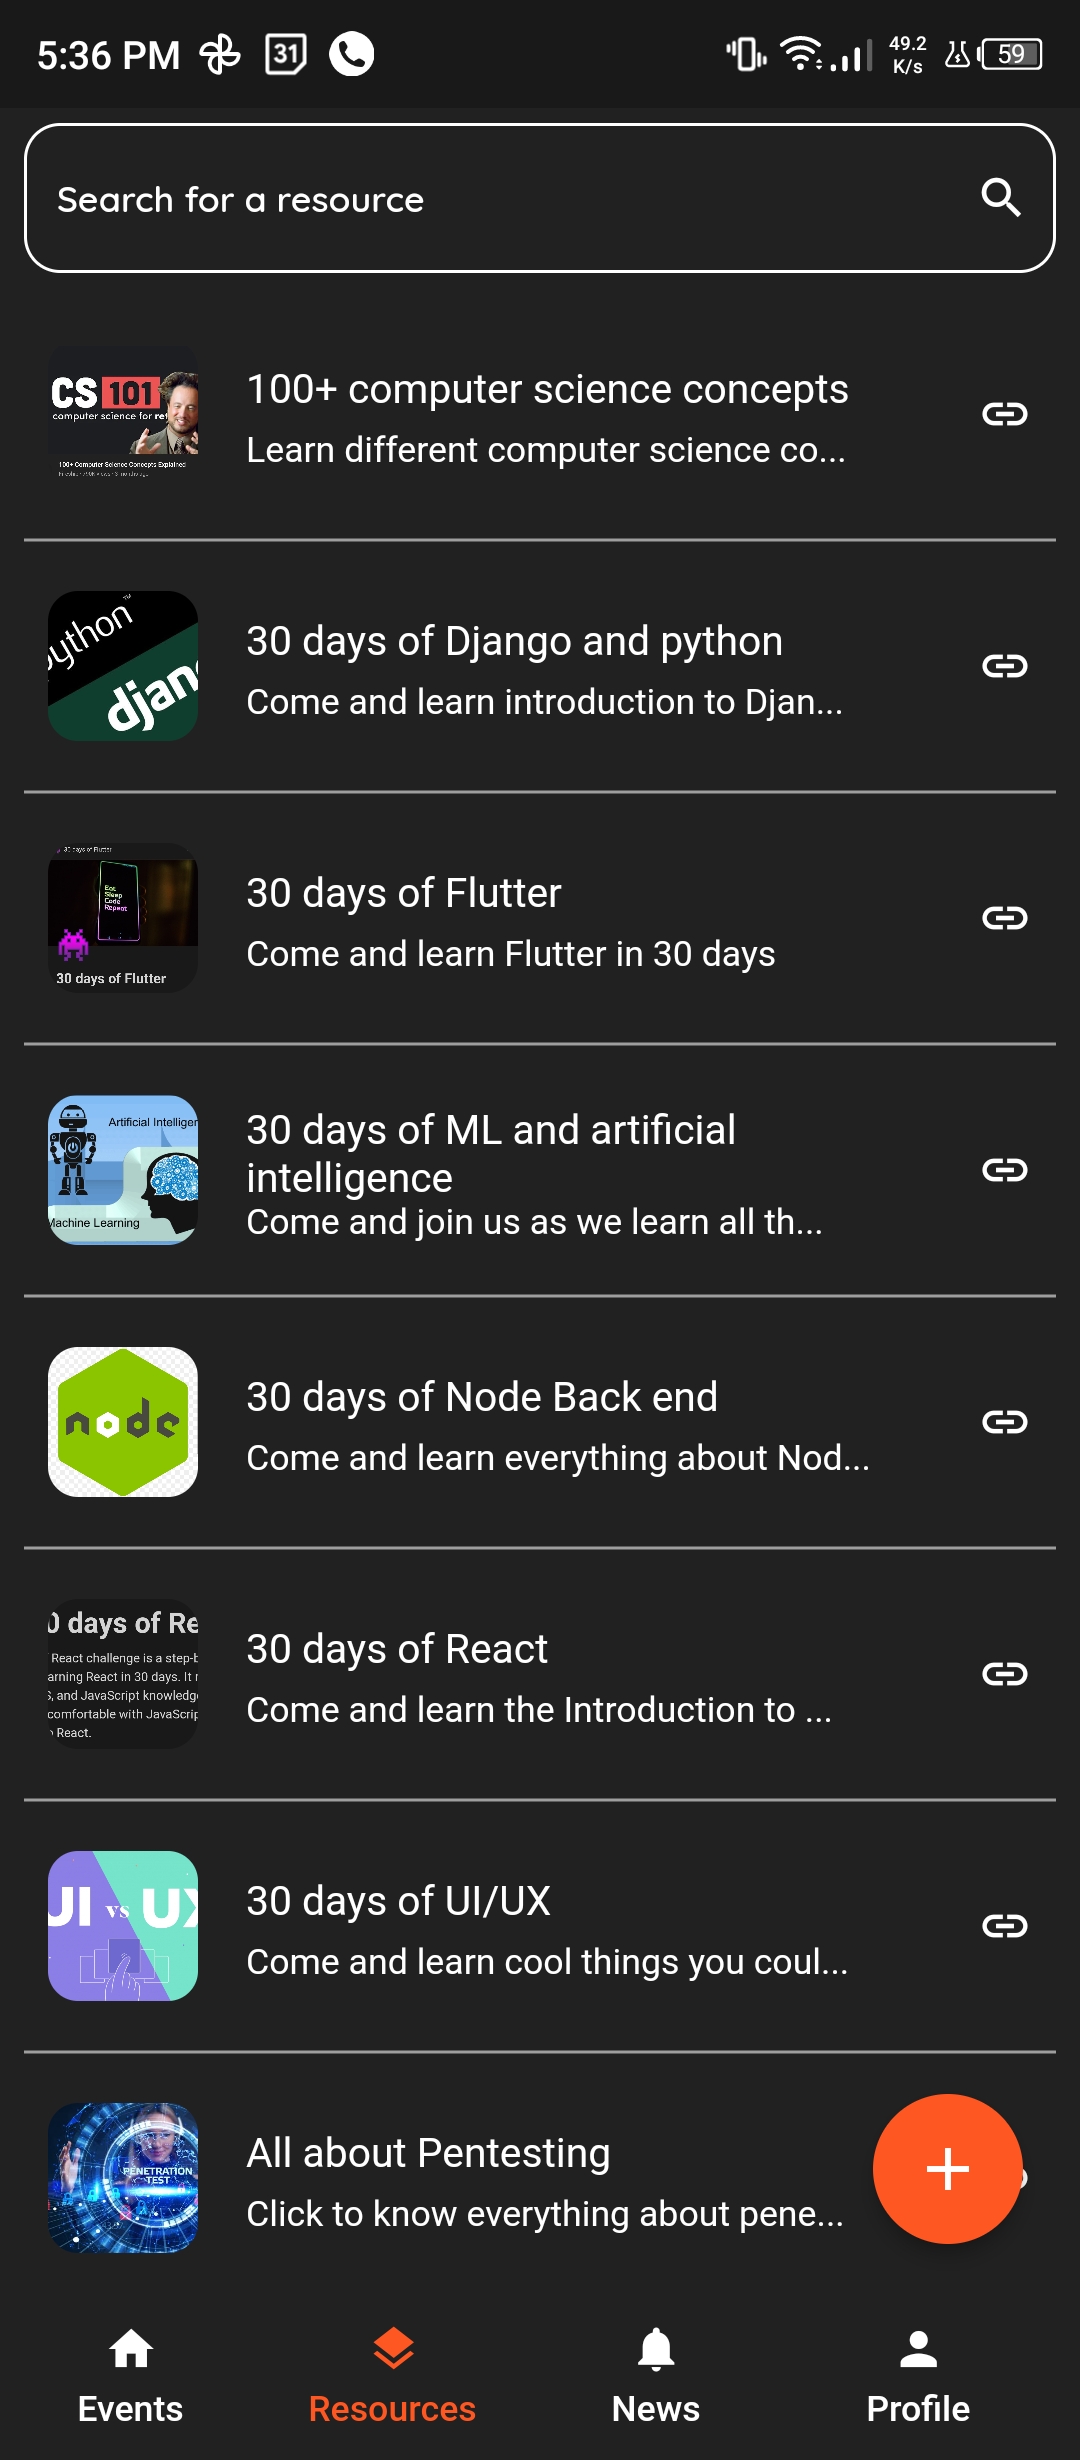 5:36 PM
31
49.2
K/s
59
Search for a resource
CS 101
computer science for
100+ Computer Science Concepts Explained
100+ computer science concepts
Learn different computer science co...
python
TM
djan
30 days of Django and python
Come and learn introduction to Djan...
30 days of Flutter
Eat
Sleep
Code
Repeat
30 days of Flutter
30 days of Flutter
Come and learn Flutter in 30 days
Artificial Intelligen
Machine Learning
30 days of ML and artificial
intelligence
Come and join us as we learn all th...
node
30 days of Node Back end
Come and learn everything about Nod...
0 days of Re
React challenge is a step-b
arning React in 30 days. It r
S, and JavaScript knowledge
comfortable with JavaScrip
o React.
30 days of React
Come and learn the Introduction to ...
UI vs UX
30 days of UI/UX
Come and learn cool things you coul...
PENETRATION
TEST
All about Pentesting
Click to know everything about pene...
Events
Resources
News
Profile